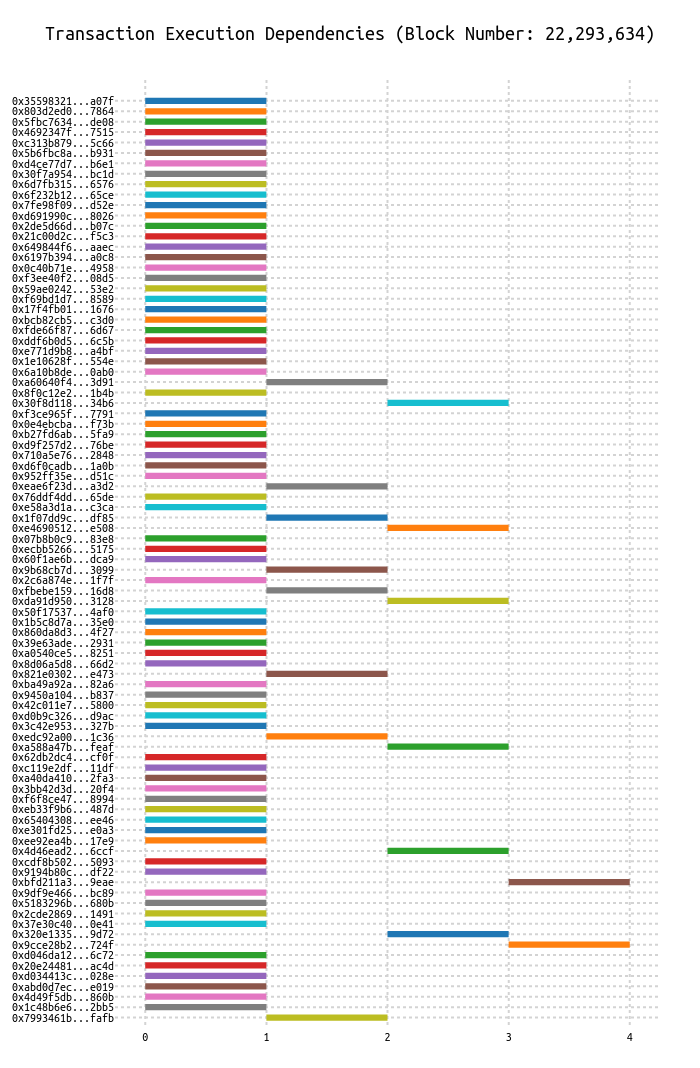 Transaction Execution Dependencies (Block Number: 22,293,634)
0x35598321...a07f
0x803d2ed0...7864
0x5fbc7634...de08
0x4692347f...7515
0xc313b879...5c66
0x5b6fbc8a...b931
0xd4ce77d7...b6e1
0x30f7a954...bc1d
0x6d7fb315...6576
0x6f232b12...65ce
0x7fe98f09...d52e
0xd691990c...8026
0x2de5d66d...b07c
0x21c00d2c...f5c3
0x649844f6...aaec
0x6197b394...a0c8
0x0c40b71e...4958
0xf3ee40f2...08d5
0x59ae0242...53e2
0xf69bd1d7...8589
0x17f4fb01...1676
0xbcb82cb5...c3d0
0xfde66f87...6d67
0xddf6b0d5...6c5b
0xe771d9b8...a4bf
0x1e10628f...554e
0x6a10b8de...0ab0
0xa60640f4...3d91
0x8f0c12e2...1b4b
0x30f8d118...34b6
0xf3ce965f...7791
0x0e4ebcba...f73b
0xb27fd6ab...5fa9
0xd9f257d2...76be
0x710a5e76...2848
0xd6f0cadb...1a0b
0x952ff35e...d51c
0xeae6f23d...a3d2
0x76ddf4dd...65de
0xe58a3d1a...c3ca
0x1f07dd9c...df85
0xe4690512...e508
0x07b8b0c9...83e8
0xecbb5266...5175
0x60f1ae6b...dca9
0x9b68cb7d...3099
0x2c6a874e...1f7f
0xfbebe159...16d8
0xda91d950...3128
0x50f17537...4af0
0x1b5c8d7a...35e0
0x860da8d3...4f27
0x39e63ade...2931
0xa0540ce5...8251
0x8d06a5d8...66d2
0x821e0302...e473
0xba49a92a...82a6
0x9450a104...b837
0x42c011e7...5800
0xd0b9c326...d9ac
0x3c42e953...327b
0xedc92a00...1c36
0xa588a47b...feaf
0x62db2dc4...cf0f
0xc119e2df...11df
0xa40da410...2fa3
0x3bb42d3d...20f4
0xf6f8ce47...8994
0xeb33f9b6...487d
0x65404308...ee46
0xe301fd25...e0a3
0xee92ea4b...17e9
0x4d46ead2...6ccf
0xcdf8b502...5093
0x9194b80c...df22
0xbfd211a3...9eae
0x9df9e466...bc89
0x5183296b...680b
0x2cde2869...1491
0x37e30c40...0e41
0x320e1335...9d72
0x9cce28b2...724f
0xd046da12...6c72
0x20e24481...ac4d
0xd034413c...028e
0xabd0d7ec...e019
0x4d49f5db...860b
0x1c48b6e6...2bb5
0x7993461b...fafb
0 1 2 3 4